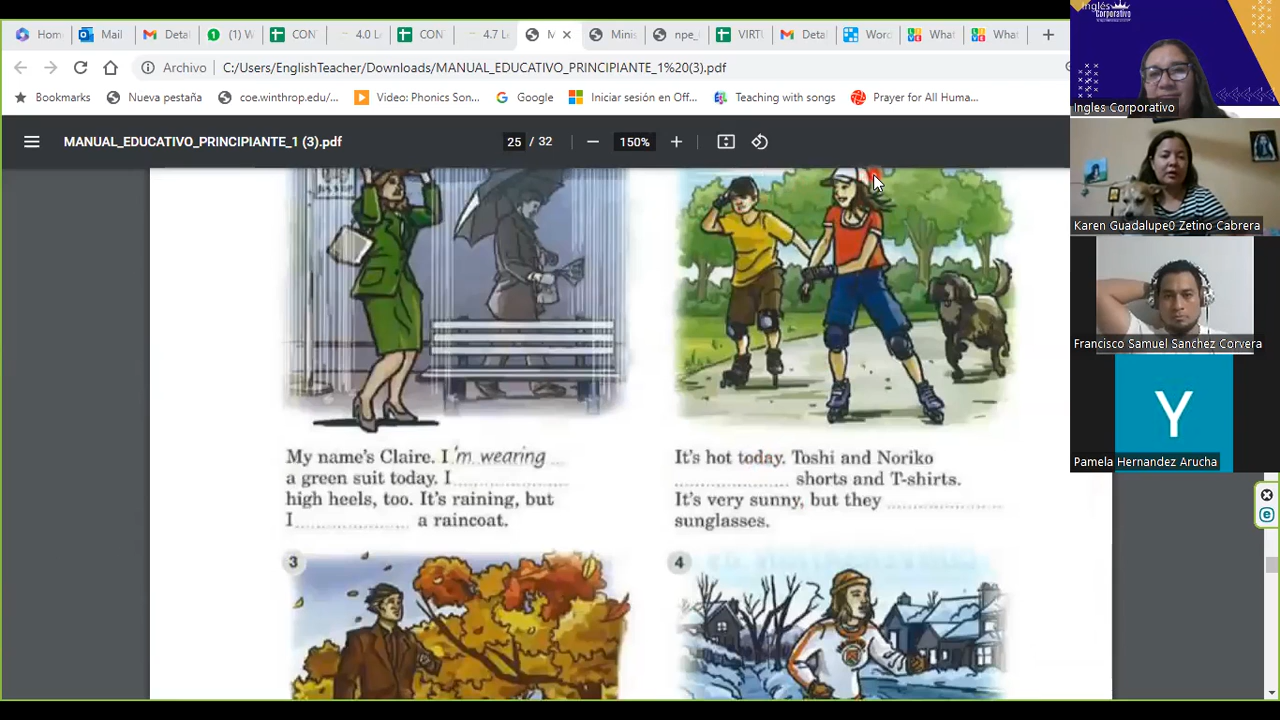 Hom
Mail
Detal
(1) W
CON
4.0 Le
CON
4.7 Le
M
Minis
npe_
VIRTU
Detal
Word
What
What
Archivo
C:/Users/EnglishTeacher/Downloads/MANUAL_EDUCATIVO_PRINCIPIANTE_1%20(3).pdf
Bookmarks
Nueva pestaña
coe.winthrop.edu/...
Video: Phonics Son...
Google
Iniciar sesión en Off...
Teaching with songs
Prayer for All Huma...
MANUAL_EDUCATIVO_PRINCIPIANTE_1 (3).pdf
25 / 32
150%
My name's Claire. I 'm wearing
a green suit today. I
high heels, too. It's raining, but
I a raincoat.
It's hot today. Toshi and Noriko
shorts and T-shirts.
It's very sunny, but they
sunglasses.
3
4
Inglés
Corporativo
Ingles Corporativo
Karen Guadalupe0 Zetino Cabrera
Francisco Samuel Sanchez Corvera
Y
Pamela Hernandez Arucha